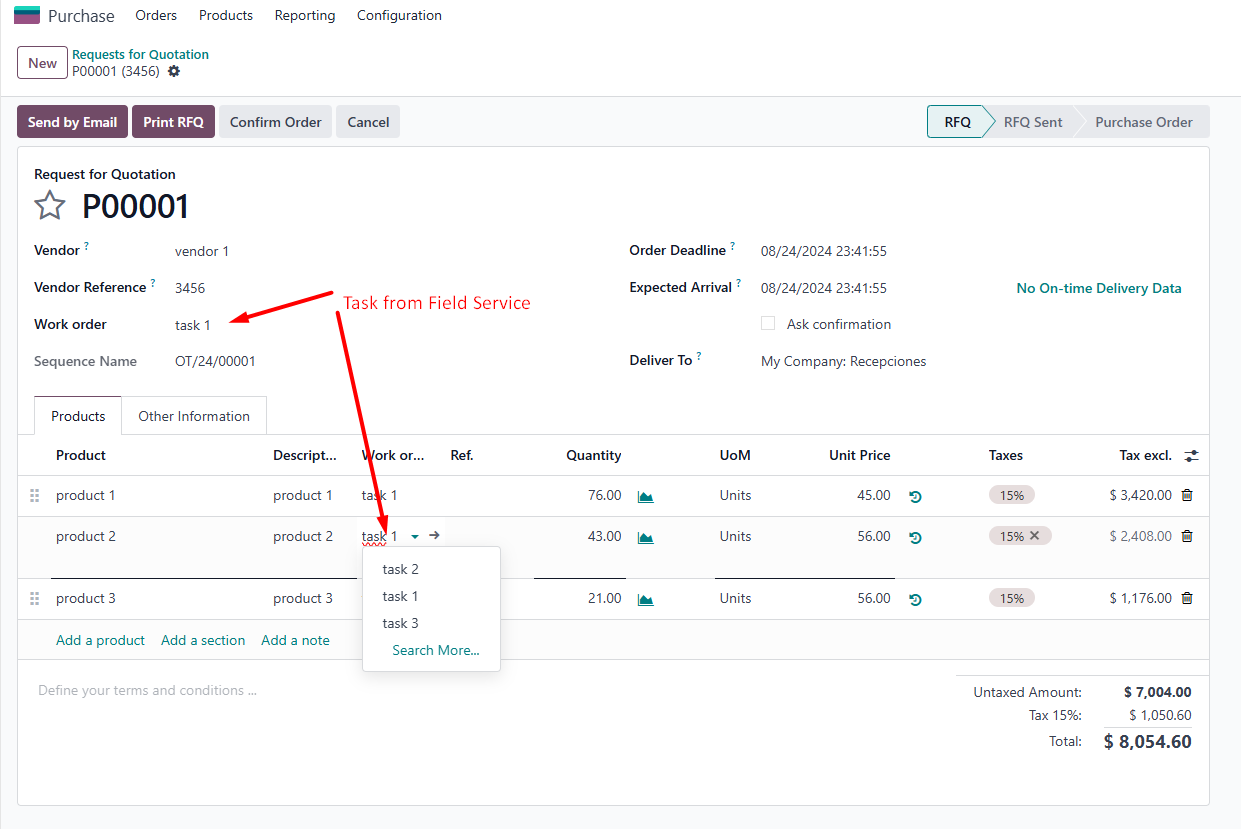 Purchase Orders Products Reporting Configuration
New Requests for Quotation
P00001 (3456)
Send by Email Print RFQ Confirm Order Cancel RFQ RFQ Sent Purchase Order
Request for Quotation
P00001
Vendor ? vendor 1 Order Deadline ? 08/24/2024 23:41:55
Vendor Reference ? 3456 Expected Arrival ? 08/24/2024 23:41:55 No On-time Delivery Data
Task from Field Service
Work order task 1 Ask confirmation
Sequence Name OT/24/00001 Deliver To ? My Company: Recepciones
Products Other Information
Product Descript... Work or... Ref. Quantity UoM Unit Price Taxes Tax excl.
product 1 product 1 task 1 76.00 Units 45.00 15% $ 3,420.00
product 2 product 2 task 1 43.00 Units 56.00 15% $ 2,408.00
task 2
task 1
product 3 product 3 21.00 Units 56.00 15% $ 1,176.00
task 3
Add a product Add a section Add a note
Search More...
Define your terms and conditions ...
Untaxed Amount: $ 7,004.00
Tax 15%: $ 1,050.60
Total: $ 8,054.60